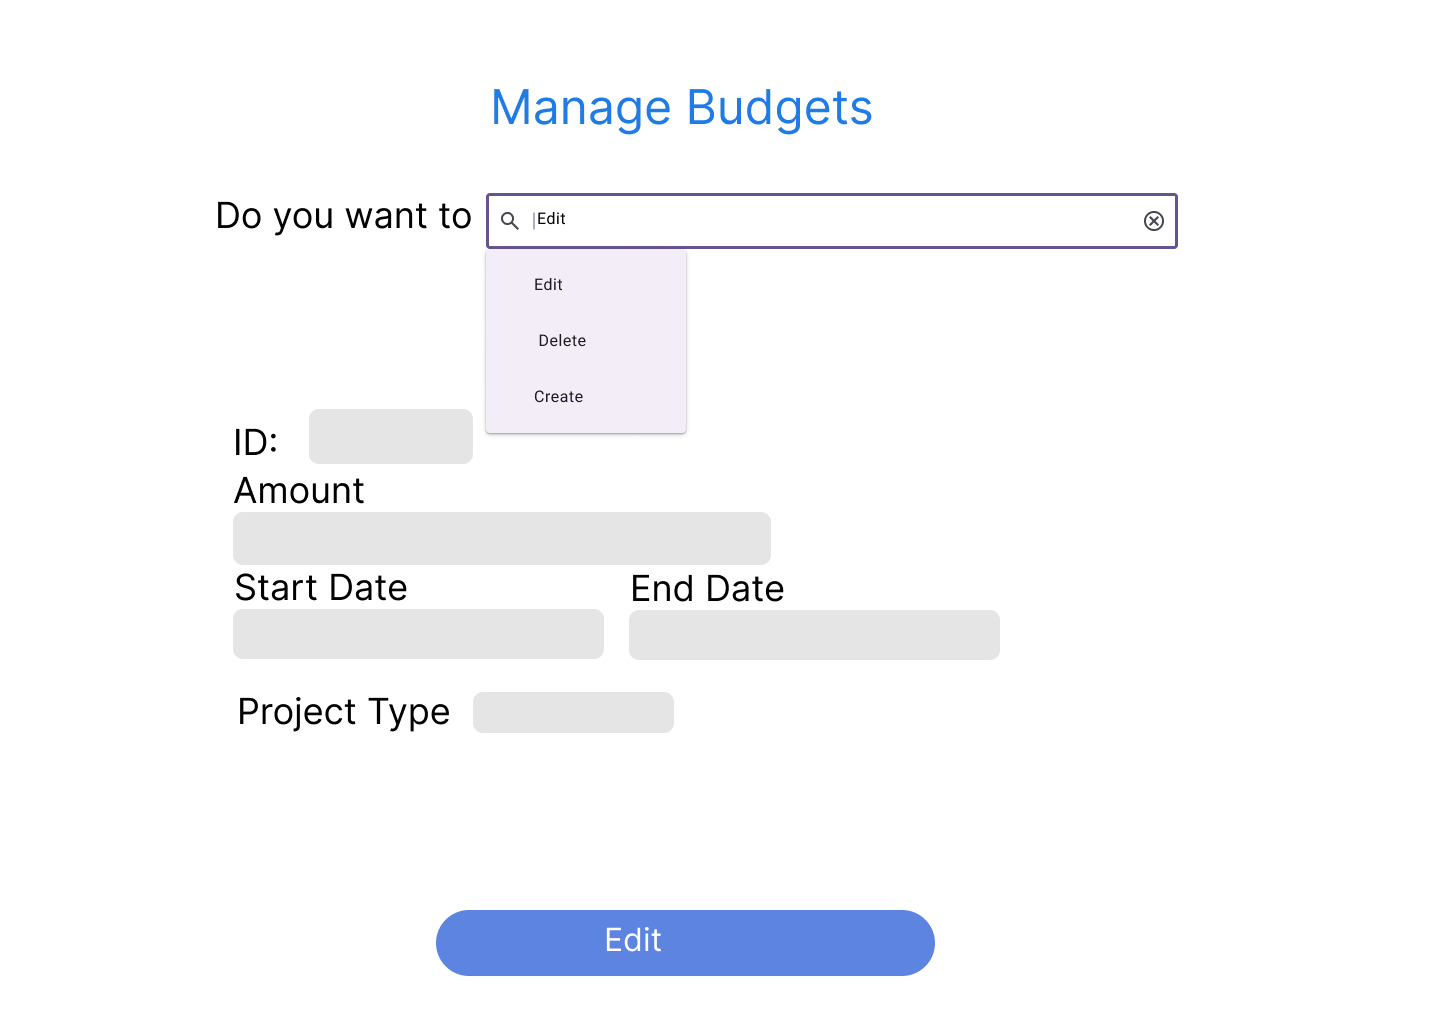 Manage Budgets
Do you want to
Edit
Edit
Delete
Create
ID:
Amount
Start Date
End Date
Project Type
Edit